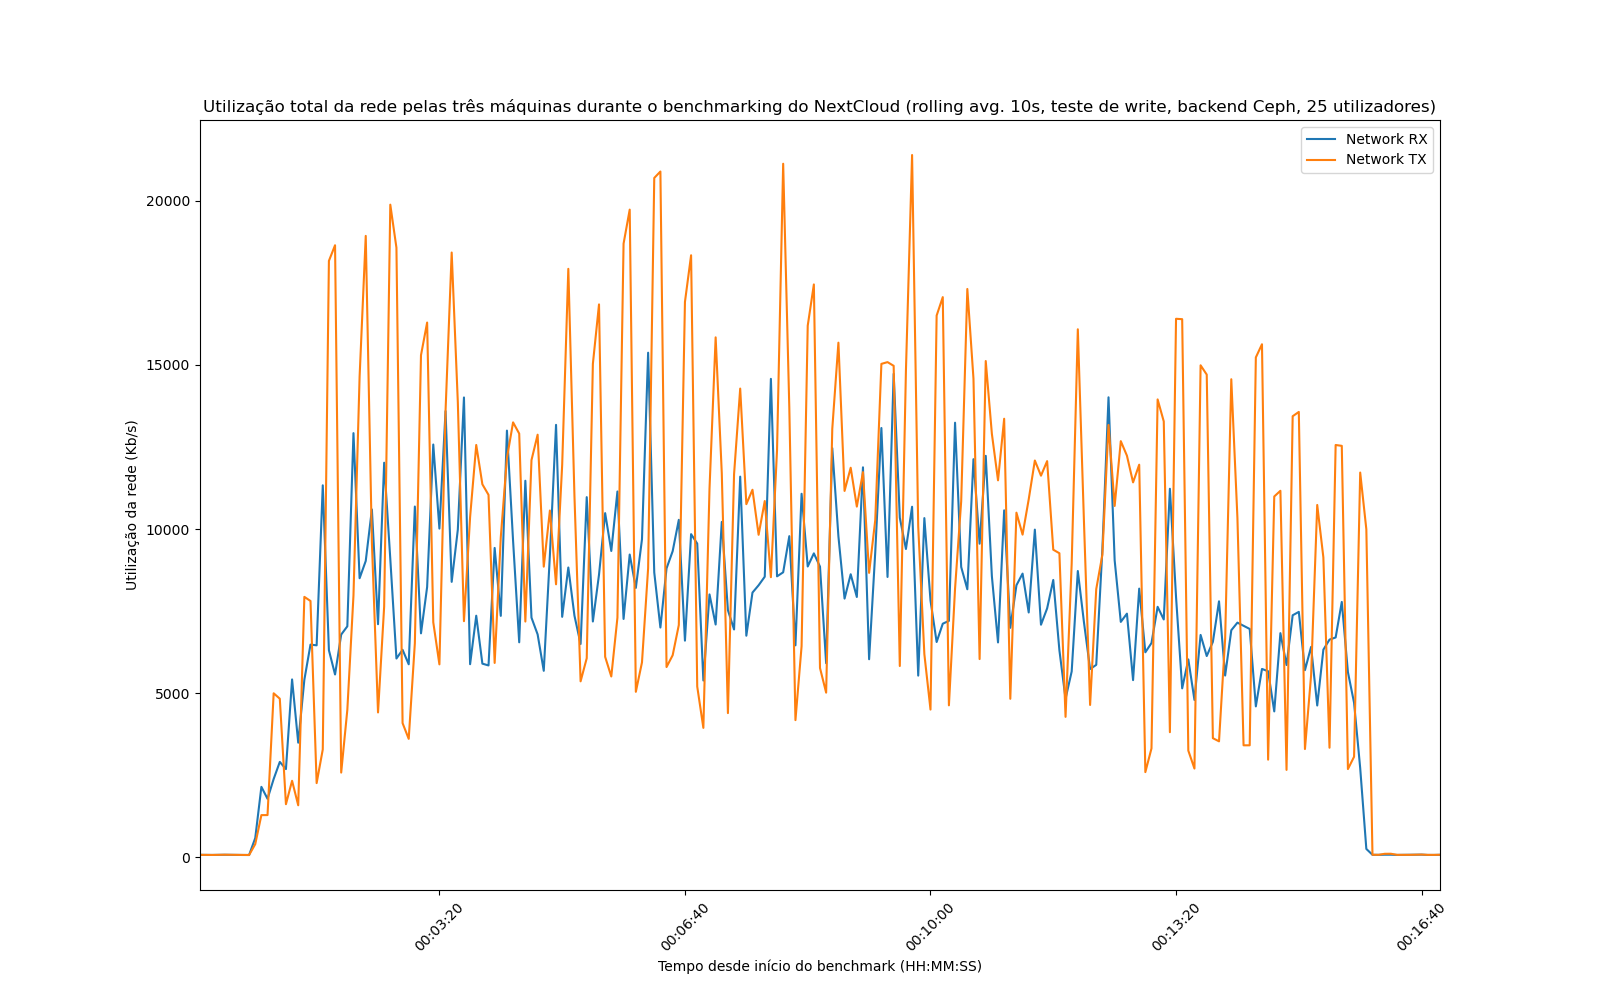 Utilização total da rede pelas três máquinas durante o benchmarking do NextCloud (rolling avg. 10s, teste de write, backend Ceph, 25 utilizadores)
Network RX
Network TX
Utilização da rede (Kb/s)
20000
15000
10000
5000
0
00:03:20
00:06:40
00:10:00
00:13:20
00:16:40
Tempo desde início do benchmark (HH:MM:SS)